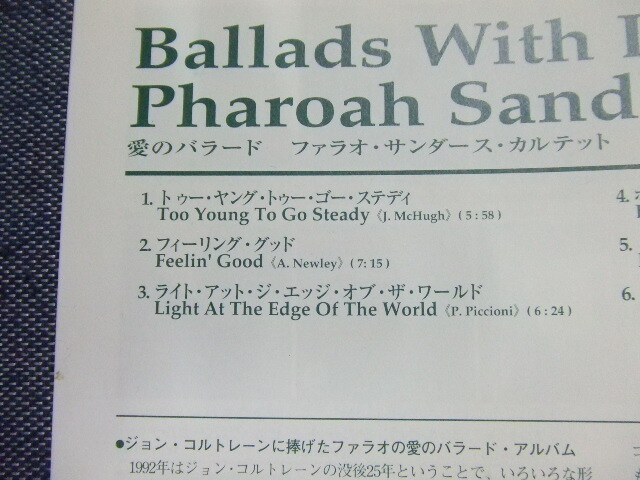 Ballads With
Pharoah Sand
愛のバラード ファラオ・サンダース・カルテット
1. トゥー・ヤング・トゥー・ゴー・ステディ
Too Young To Go Steady《J. McHugh》( 5 : 58 )
2. フィーリング・グッド
Feelin' Good《A. Newley》( 7: 15 )
3. ライト・アット・ジ・エッジ・オブ・ザ・ワールド
Light At The Edge Of The World《P. Piccioni》( 6 : 24 )
4.
5.
6.
●ジョン・コルトレーンに捧げたファラオの愛のバラード・アルバム
1992年はジョン・コルトレーンの没後25年ということで、いろいろな形